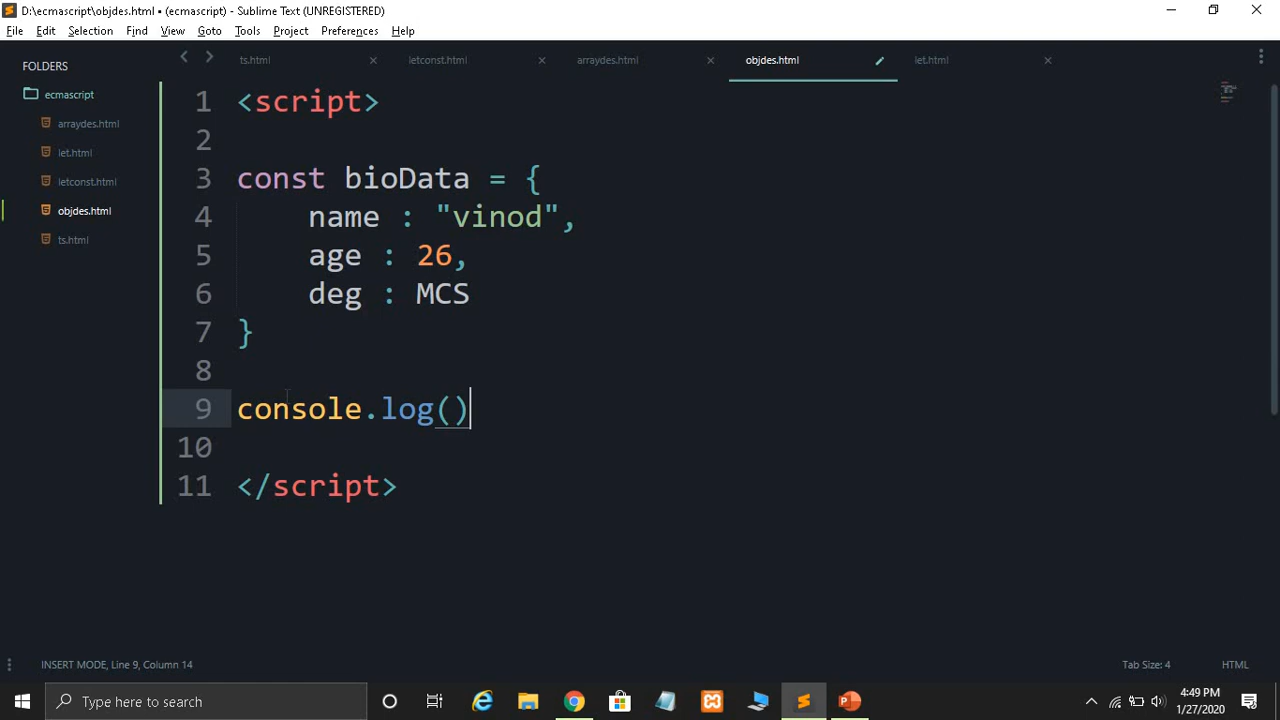 D:\ecmascript\objdes.html • (ecmascript) - Sublime Text (UNREGISTERED)
File Edit Selection Find View Goto Tools Project Preferences Help
FOLDERS
ecmascript
arraydes.html
let.html
letconst.html
objdes.html
ts.html
ts.html letconst.html arraydes.html objdes.html let.html
1 <script>
2
3 const bioData = {
4 name : "vinod",
5 age : 26,
6 deg : MCS
7 }
8
9 console.log()
10
11 </script>
INSERT MODE, Line 9, Column 14 Tab Size: 4 HTML
Type here to search
4:49 PM
1/27/2020